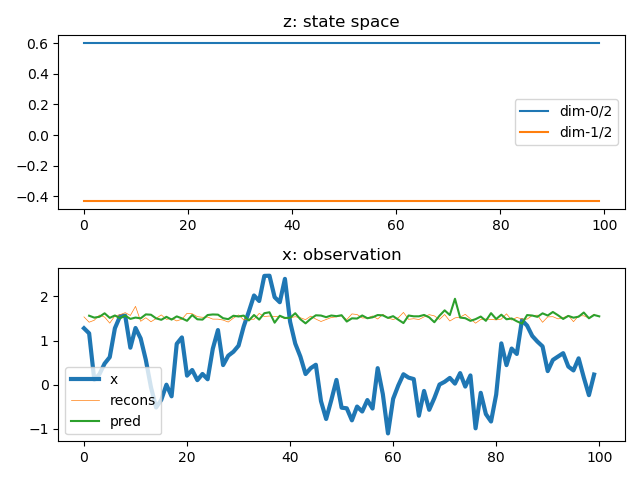 z: state space
0.6
0.4
0.2
0.0
−0.2
−0.4
dim-0/2
dim-1/2
0 20 40 60 80 100
x: observation
2
1
0
−1
x
recons
pred
0 20 40 60 80 100